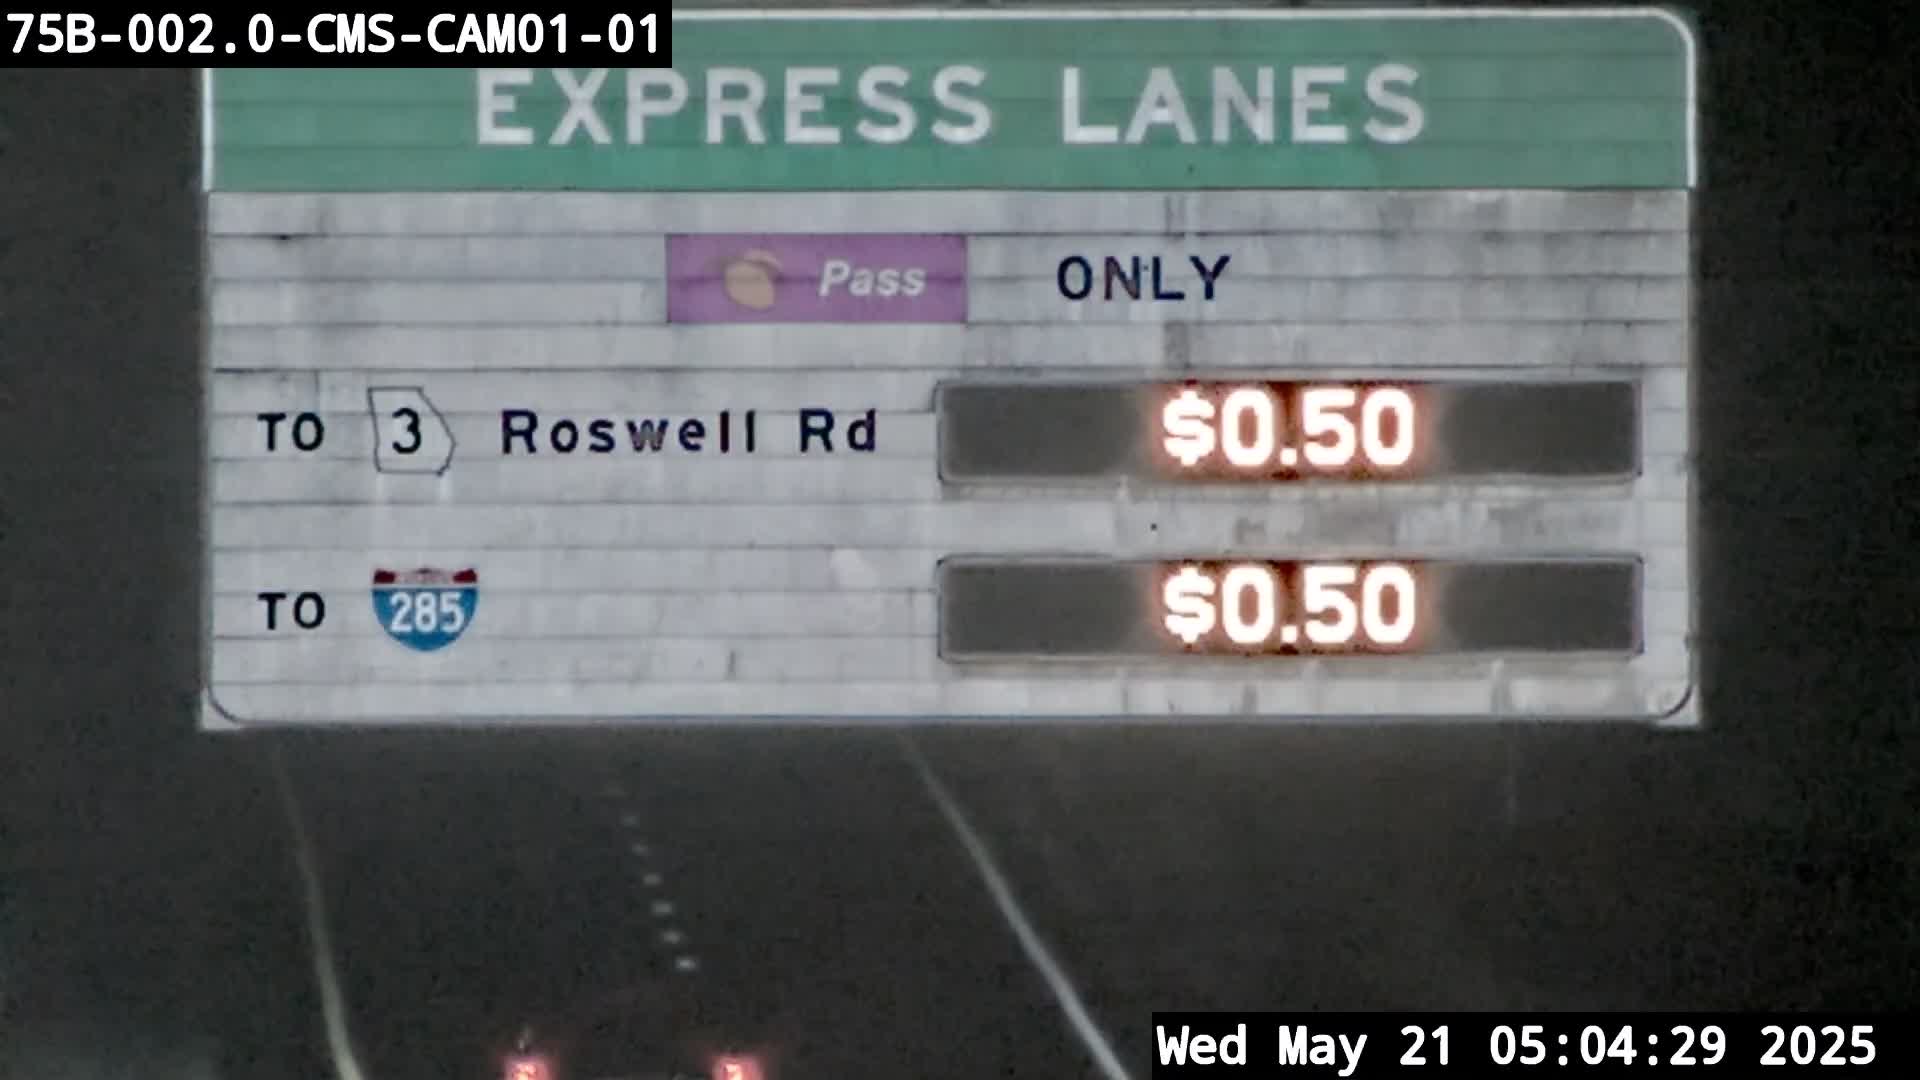 75B-002.0-CMS-CAM01-01
EXPRESS LANES
Pass ONLY
TO 3 Roswell Rd $0.50
TO 285 $0.50
Wed May 21 05:04:29 2025